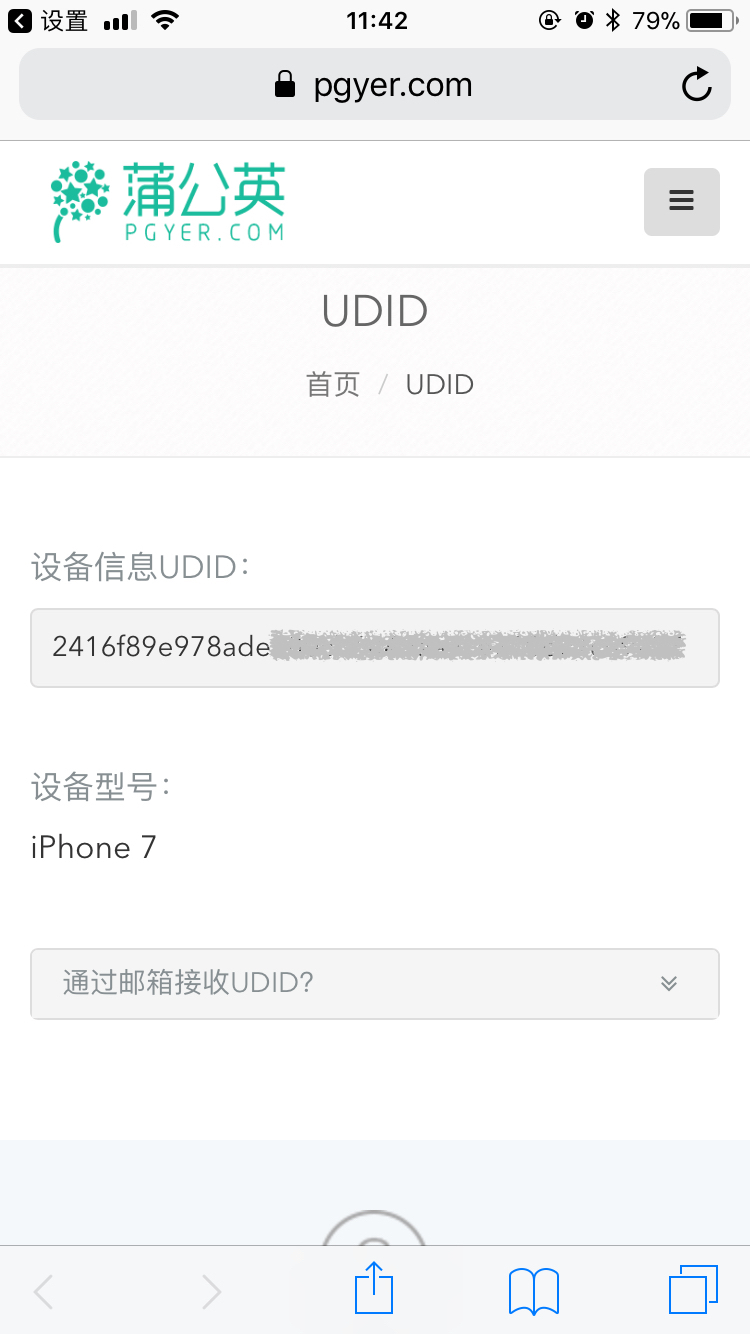 设置
11:42
79%
pgyer.com
蒲公英
PGYER.COM
UDID
首页 / UDID
设备信息UDID：
2416f89e978ade
设备型号：
iPhone 7
通过邮箱接收UDID？